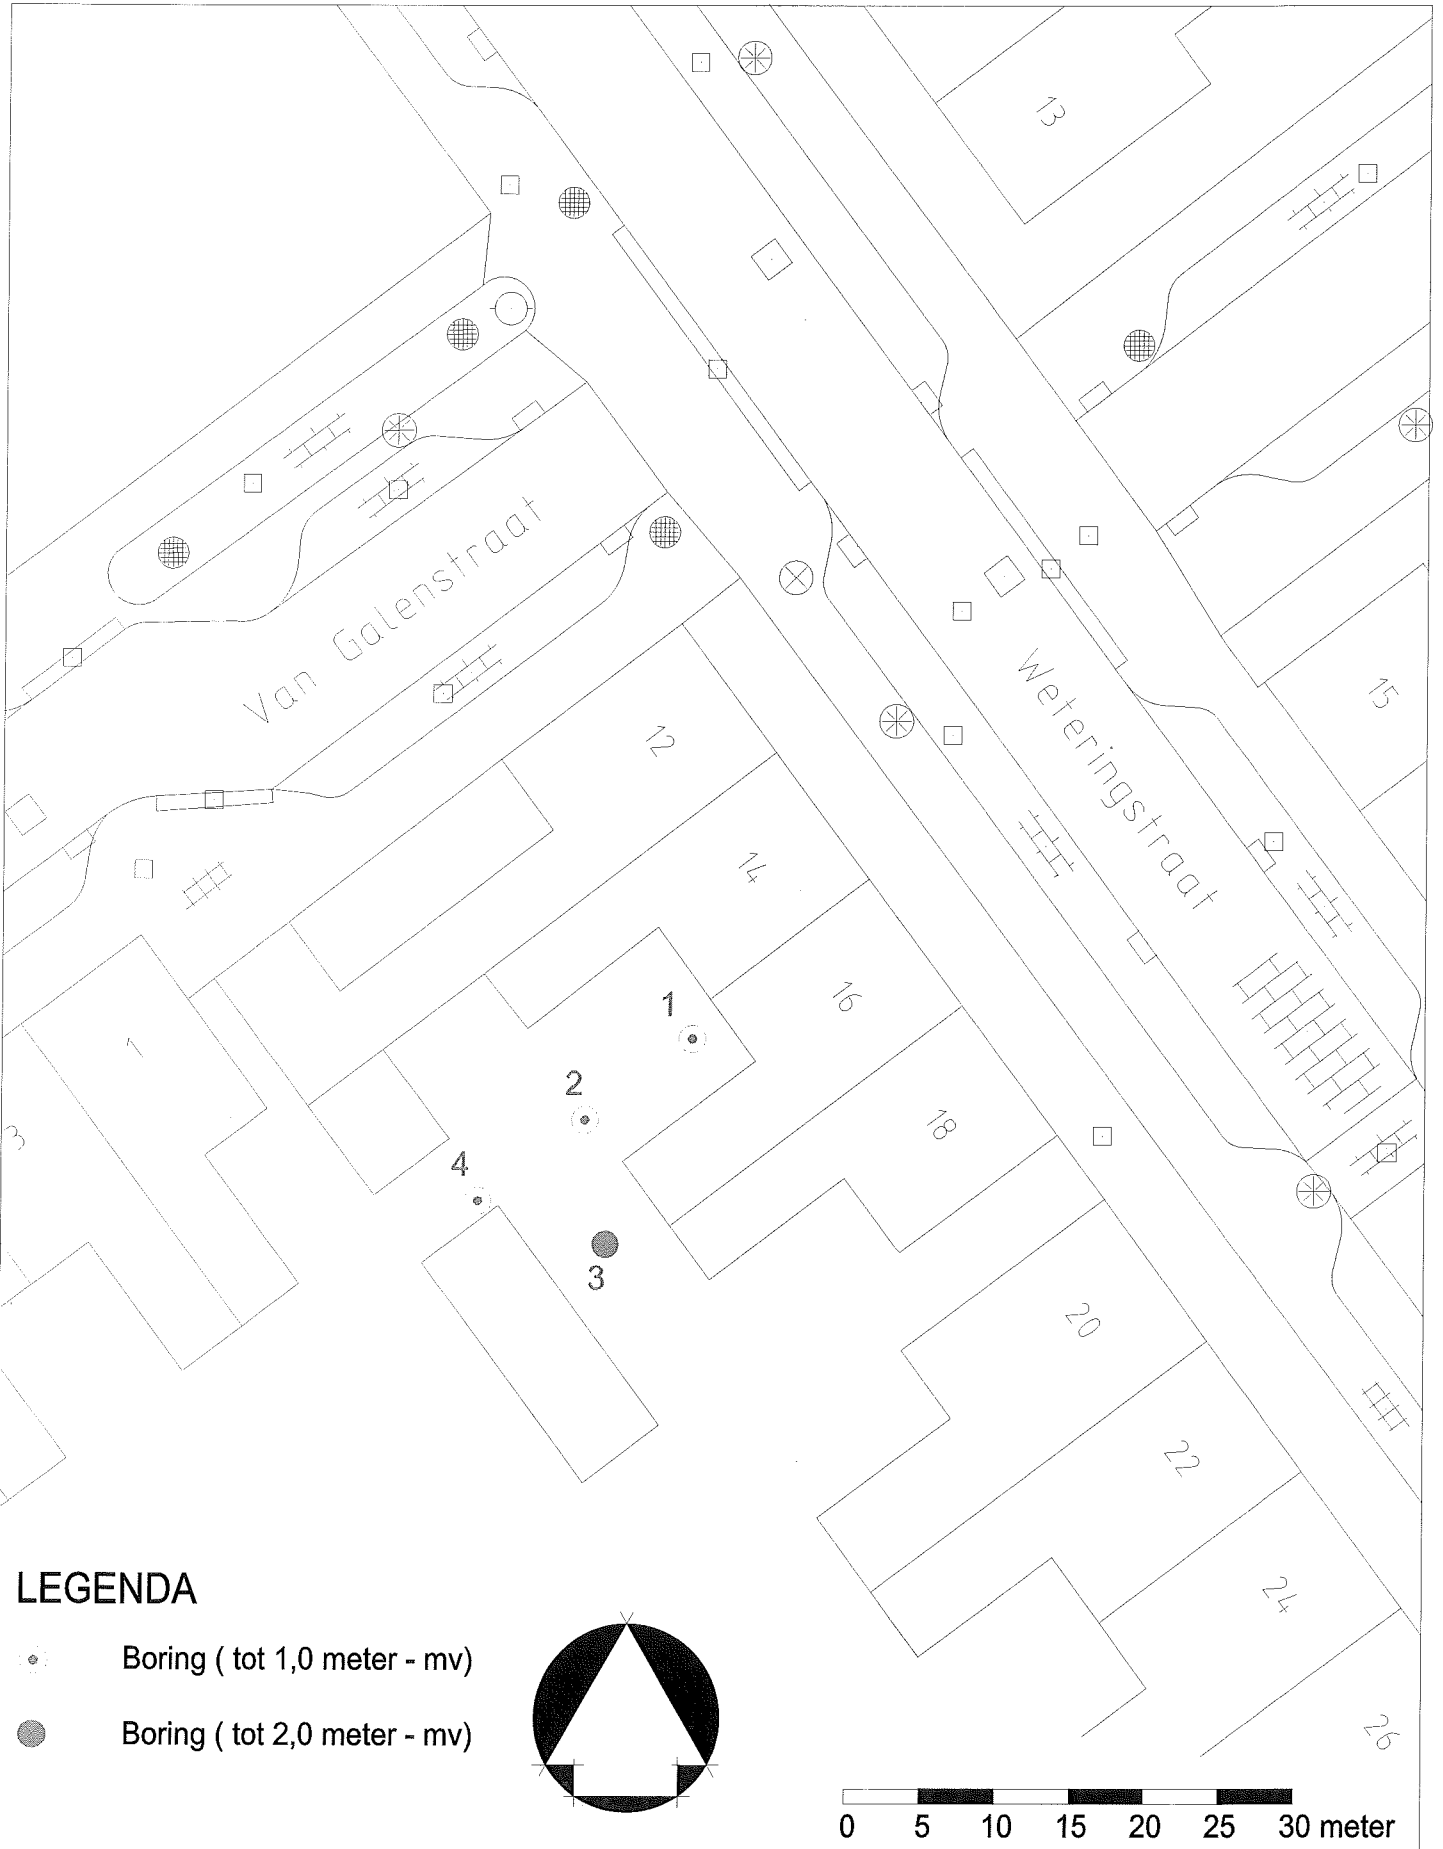 13
Van Galenstraat
Weteringstraat
15
12
14
16
18
1
1
2
3
4
3
20
22
24
26
LEGENDA
Boring ( tot 1,0 meter - mv)
Boring ( tot 2,0 meter - mv)
0 5 10 15 20 25 30 meter